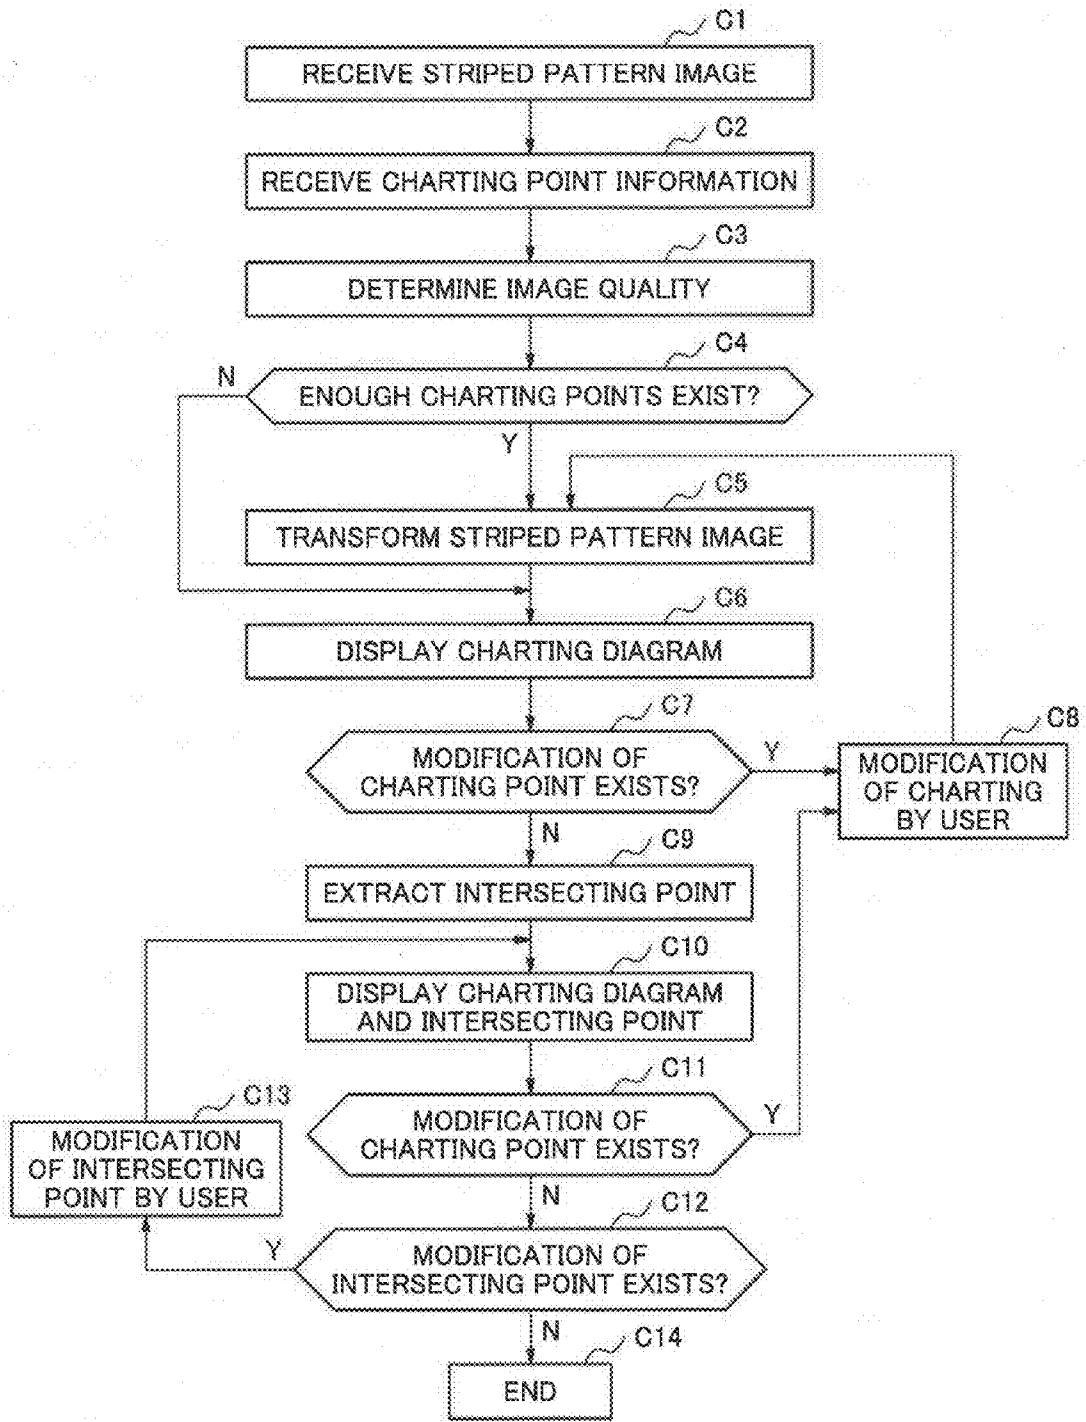 C1
RECEIVE STRIPED PATTERN IMAGE
C2
RECEIVE CHARTING POINT INFORMATION
C3
DETERMINE IMAGE QUALITY
C4
N
ENOUGH CHARTING POINTS EXIST?
Y
C5
TRANSFORM STRIPED PATTERN IMAGE
C6
DISPLAY CHARTING DIAGRAM
C7
MODIFICATION OF
CHARTING POINT EXISTS?
Y
C8
MODIFICATION
OF CHARTING
BY USER
N
C9
EXTRACT INTERSECTING POINT
C10
DISPLAY CHARTING DIAGRAM
AND INTERSECTING POINT
C11
MODIFICATION OF
CHARTING POINT EXISTS?
Y
C13
MODIFICATION
OF INTERSECTING
POINT BY USER
N
C12
Y
MODIFICATION OF
INTERSECTING POINT EXISTS?
N
C14
END